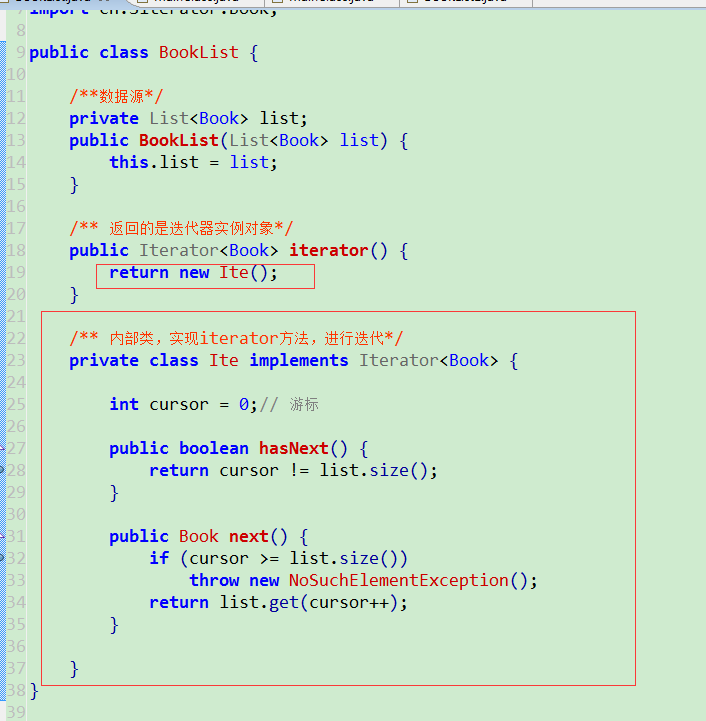 8
9 public class BookList {
10
11 /**数据源*/
12 private List<Book> list;
13 public BookList(List<Book> list) {
14 this.list = list;
15 }
16
17 /** 返回的是迭代器实例对象*/
18 public Iterator<Book> iterator() {
19 return new Ite();
20 }
21
22 /** 内部类，实现iterator方法，进行迭代*/
23 private class Ite implements Iterator<Book> {
24
25 int cursor = 0;// 游标
26
27 public boolean hasNext() {
28 return cursor != list.size();
29 }
30
31 public Book next() {
32 if (cursor >= list.size())
33 throw new NoSuchElementException();
34 return list.get(cursor++);
35 }
36
37 }
38 }
39